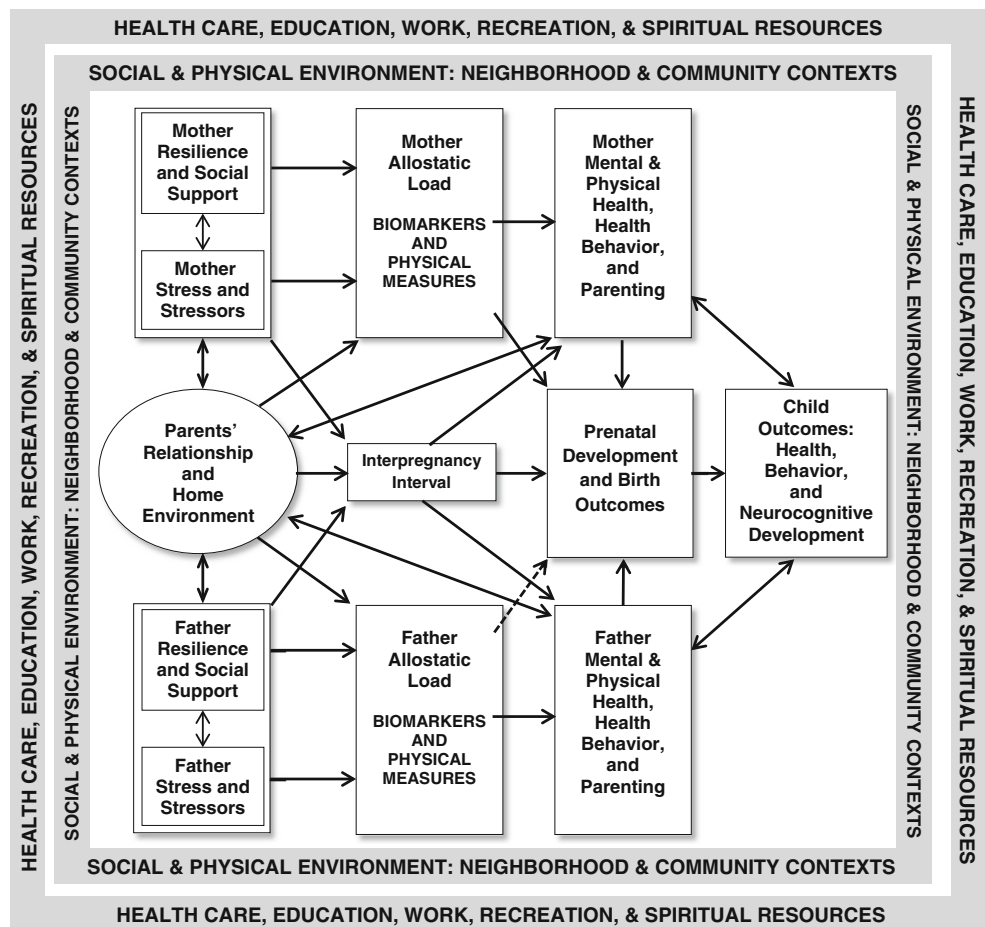 HEALTH CARE, EDUCATION, WORK, RECREATION, & SPIRITUAL RESOURCES
SOCIAL & PHYSICAL ENVIRONMENT: NEIGHBORHOOD & COMMUNITY CONTEXTS
HEALTH CARE, EDUCATION, WORK, RECREATION, & SPIRITUAL RESOURCES
SOCIAL & PHYSICAL ENVIRONMENT: NEIGHBORHOOD & COMMUNITY CONTEXTS
Mother
Resilience
and Social
Support
Mother
Stress and
Stressors
Mother
Allostatic
Load
BIOMARKERS
AND
PHYSICAL
MEASURES
Mother
Mental &
Physical
Health,
Health
Behavior,
and
Parenting
Parents’
Relationship
and
Home
Environment
Interpregnancy
Interval
Prenatal
Development
and Birth
Outcomes
Child
Outcomes:
Health,
Behavior,
and
Neurocognitive
Development
Father
Resilience
and Social
Support
Father
Stress and
Stressors
Father
Allostatic
Load
BIOMARKERS
AND
PHYSICAL
MEASURES
Father
Mental &
Physical
Health,
Health
Behavior,
and
Parenting
SOCIAL & PHYSICAL ENVIRONMENT: NEIGHBORHOOD & COMMUNITY CONTEXTS
HEALTH CARE, EDUCATION, WORK, RECREATION, & SPIRITUAL RESOURCES
SOCIAL & PHYSICAL ENVIRONMENT: NEIGHBORHOOD & COMMUNITY CONTEXTS
HEALTH CARE, EDUCATION, WORK, RECREATION, & SPIRITUAL RESOURCES